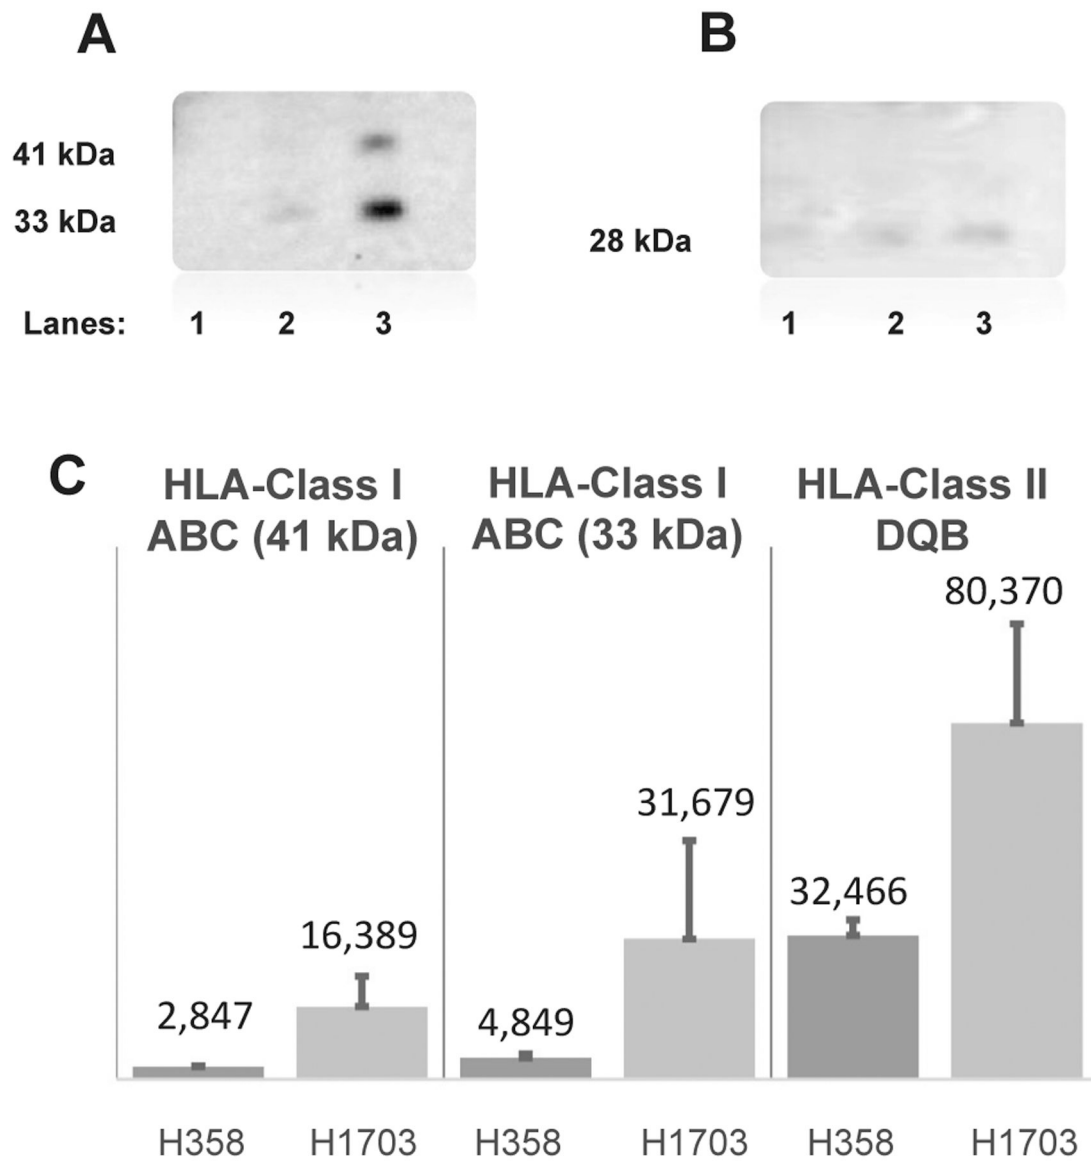 A
B
41 kDa
33 kDa
28 kDa
Lanes: 1 2 3
1 2 3
C
HLA-Class I
ABC (41 kDa)
HLA-Class I
ABC (33 kDa)
HLA-Class II
DQB
2,847
16,389
4,849
31,679
32,466
80,370
H358 H1703 H358 H1703 H358 H1703